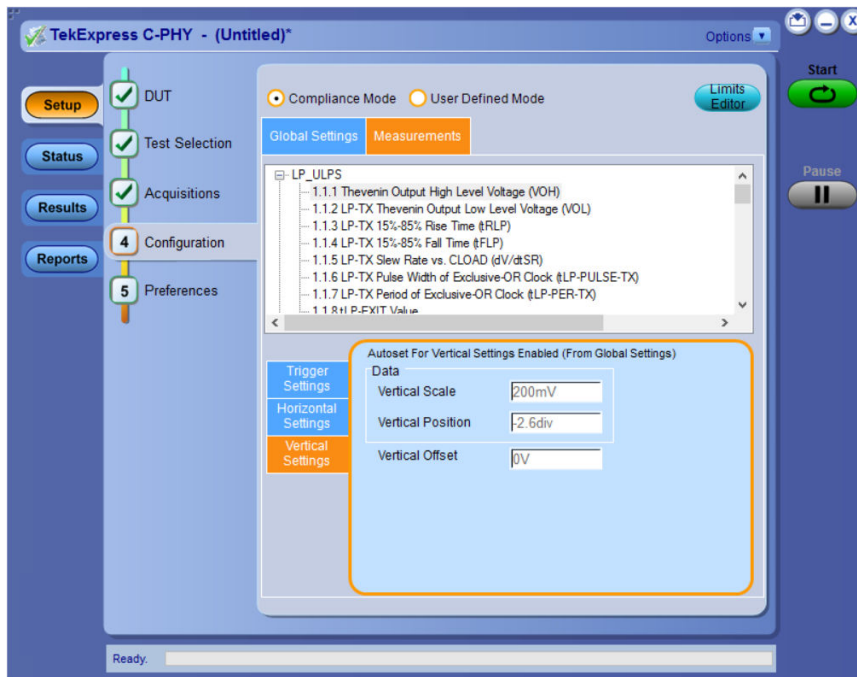 TekExpress C-PHY - (Untitled)*
Options
Start
Pause
Setup
Status
Results
Reports
DUT
Test Selection
Acquisitions
4 Configuration
5 Preferences
Compliance Mode
User Defined Mode
Limits
Editor
Global Settings
Measurements
LP_ULPS
1.1.1 Thevenin Output High Level Voltage (VOH)
1.1.2 LP-TX Thevenin Output Low Level Voltage (VOL)
1.1.3 LP-TX 15%-85% Rise Time (tRLP)
1.1.4 LP-TX 15%-85% Fall Time (tFLP)
1.1.5 LP-TX Slew Rate vs. CLOAD (dV/dtSR)
1.1.6 LP-TX Pulse Width of Exclusive-OR Clock (tLP-PULSE-TX)
1.1.7 LP-TX Period of Exclusive-OR Clock (tLP-PER-TX)
1.1.8 tLP-EXIT Value
Trigger
Settings
Horizontal
Settings
Vertical
Settings
Autoset For Vertical Settings Enabled (From Global Settings)
Data
Vertical Scale 200mV
Vertical Position -2.6div
Vertical Offset 0V
Ready.